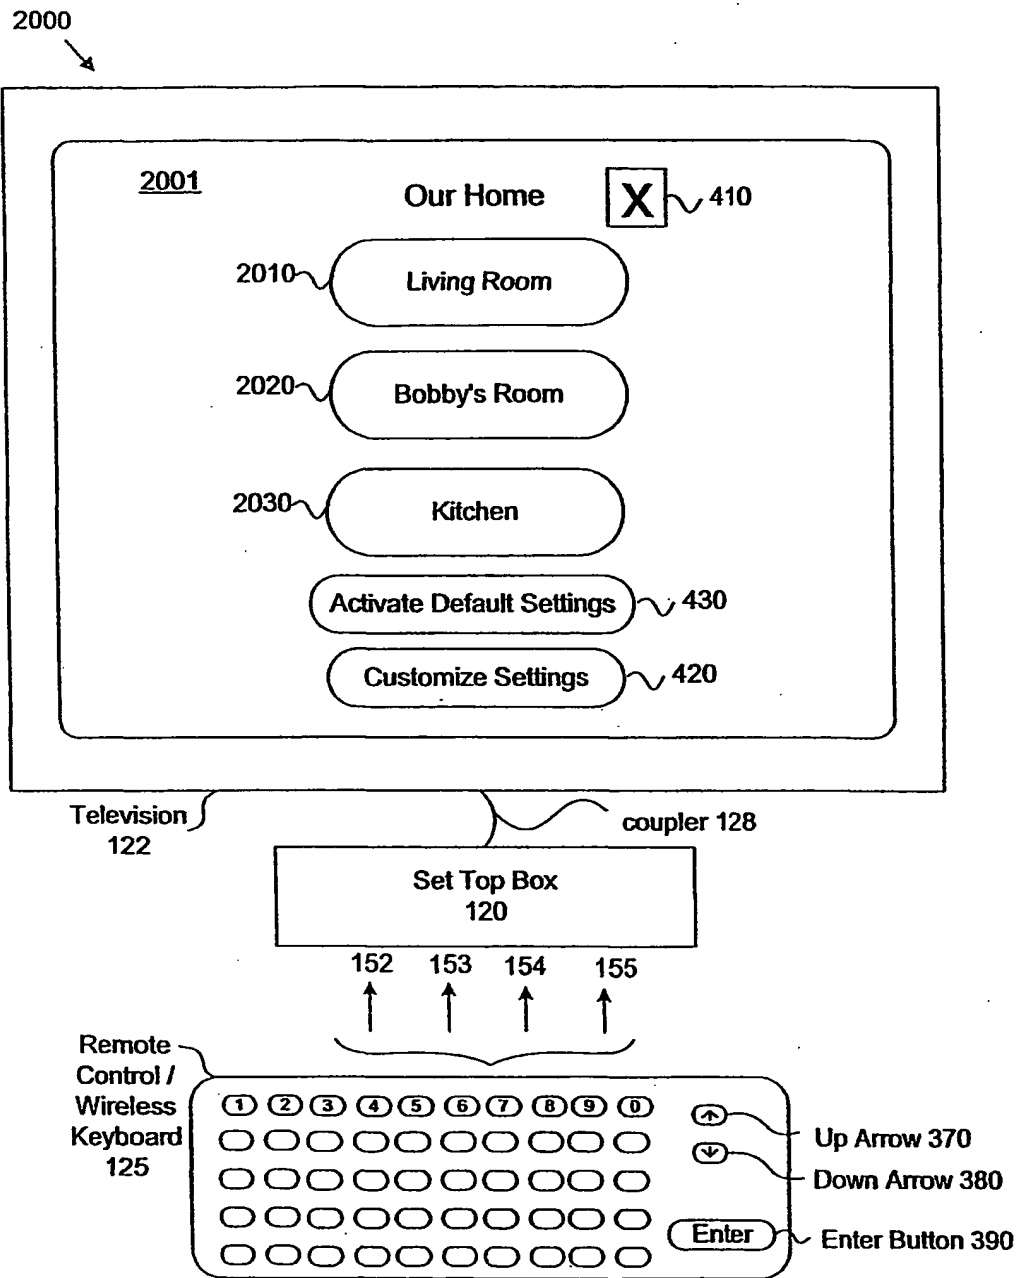 2000
2001
Our Home
X
410
2010
Living Room
2020
Bobby's Room
2030
Kitchen
Activate Default Settings
430
Customize Settings
420
Television
122
coupler 128
Set Top Box
120
152 153 154 155
Remote
Control /
Wireless
Keyboard
125
1 2 3 4 5 6 7 8 9 0
Up Arrow 370
Down Arrow 380
Enter
Enter Button 390